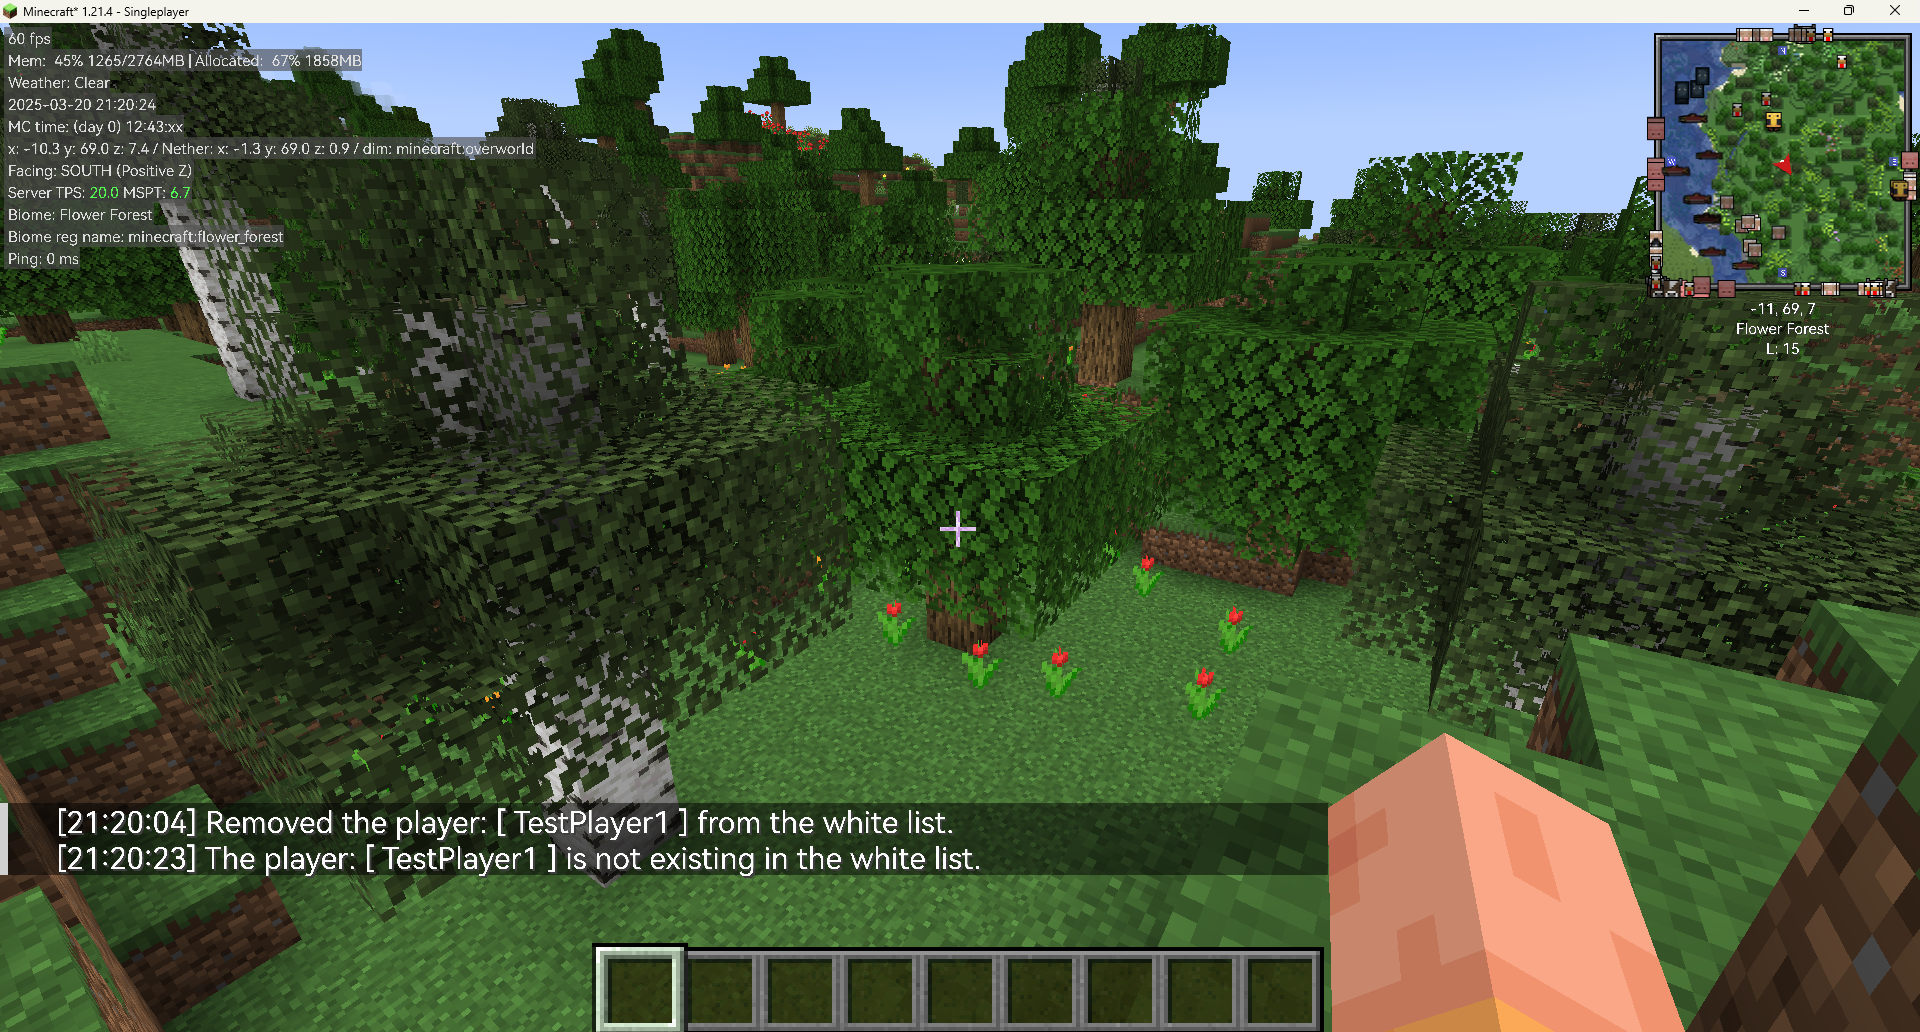 Minecraft* 1.21.4 - Singleplayer
60 fps
Mem: 45% 1265/2764MB | Allocated: 67% 1858MB
Weather: Clear
2025-03-20 21:20:24
MC time: (day 0) 12:43:xx
x: -10.3 y: 69.0 z: 7.4 / Nether: x: -1.3 y: 69.0 z: 0.9 / dim: minecraft:overworld
Facing: SOUTH (Positive Z)
Server TPS: 20.0 MSPT: 6.7
Biome: Flower Forest
Biome reg name: minecraft:flower_forest
Ping: 0 ms
N
W
E
S
-11, 69, 7
Flower Forest
L: 15
[21:20:04] Removed the player: [ TestPlayer1 ] from the white list.
[21:20:23] The player: [ TestPlayer1 ] is not existing in the white list.